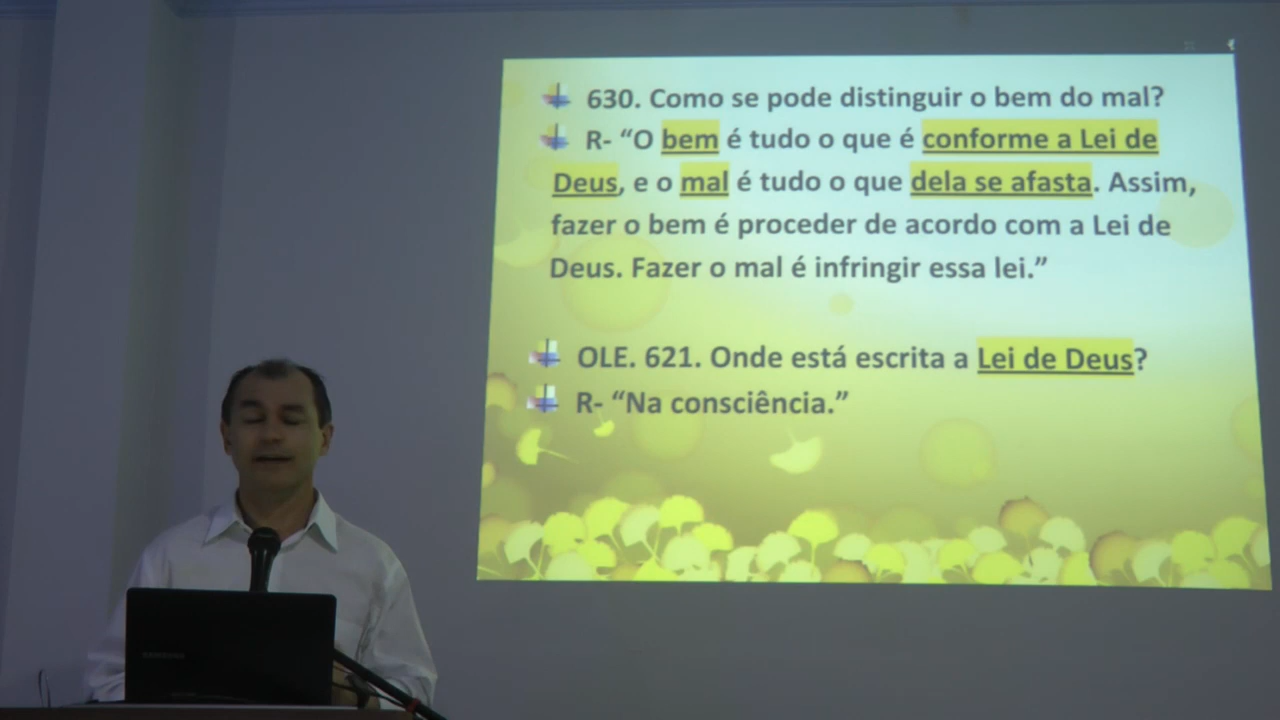 630. Como se pode distinguir o bem do mal?
R- “O bem é tudo o que é conforme a Lei de
Deus, e o mal é tudo o que dela se afasta. Assim,
fazer o bem é proceder de acordo com a Lei de
Deus. Fazer o mal é infringir essa lei.”
OLE. 621. Onde está escrita a Lei de Deus?
R- “Na consciência.”
SAMSUNG